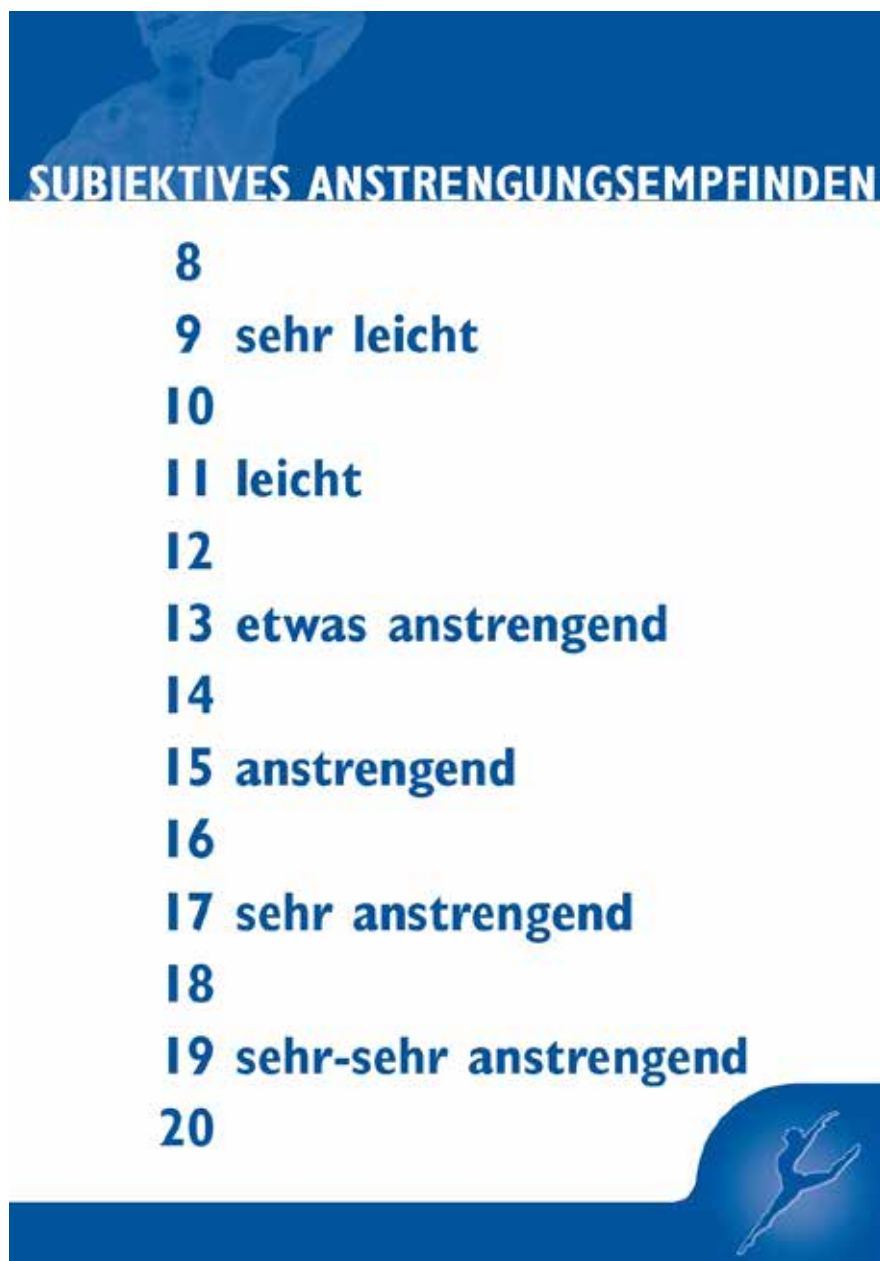 SUBJEKTIVES ANSTRENGUNGSEMPFINDEN
8
9 sehr leicht
10
11 leicht
12
13 etwas anstrengend
14
15 anstrengend
16
17 sehr anstrengend
18
19 sehr-sehr anstrengend
20